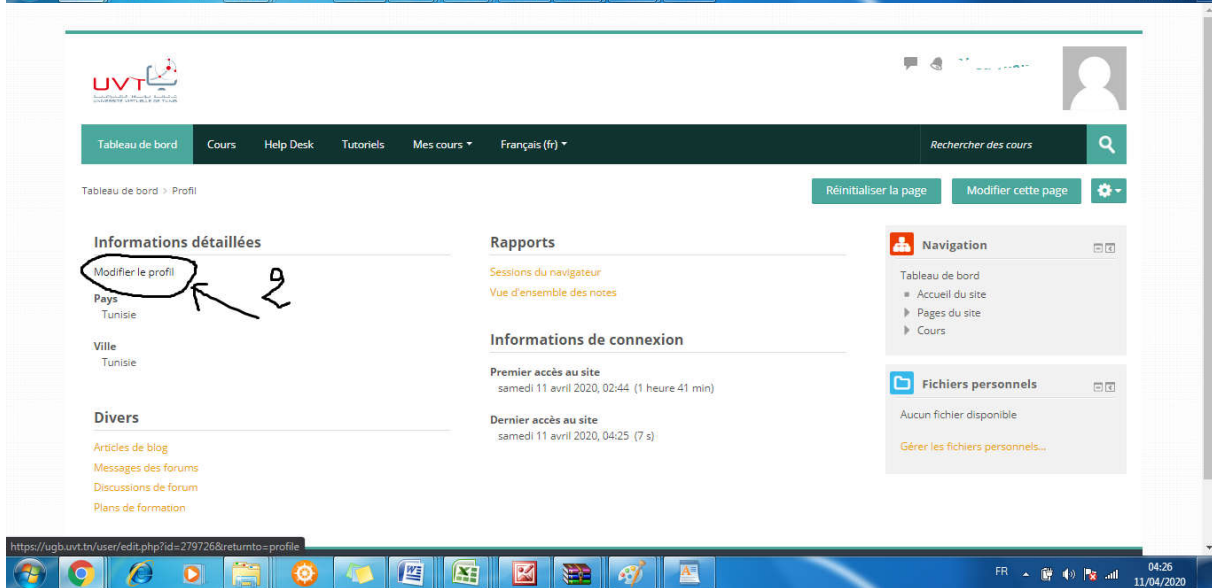 UVT
Tableau de bord Cours Help Desk Tutoriels Mes cours Français (fr) Rechercher des cours
Tableau de bord > Profil Réinitialiser la page Modifier cette page
Informations détaillées
Modifier le profil
2
Pays
Tunisie
Ville
Tunisie
Divers
Articles de blog
Messages des forums
Discussions de forum
Plans de formation
Rapports
Sessions du navigateur
Vue d'ensemble des notes
Informations de connexion
Premier accès au site
samedi 11 avril 2020, 02:44 (1 heure 41 min)
Dernier accès au site
samedi 11 avril 2020, 04:25 (7 s)
Navigation
Tableau de bord
Accueil du site
Pages du site
Cours
Fichiers personnels
Aucun fichier disponible
Gérer les fichiers personnels...
https://ugb.uvt.tn/user/edit.php?id=279726&returnto=profile
FR
04:26
11/04/2020